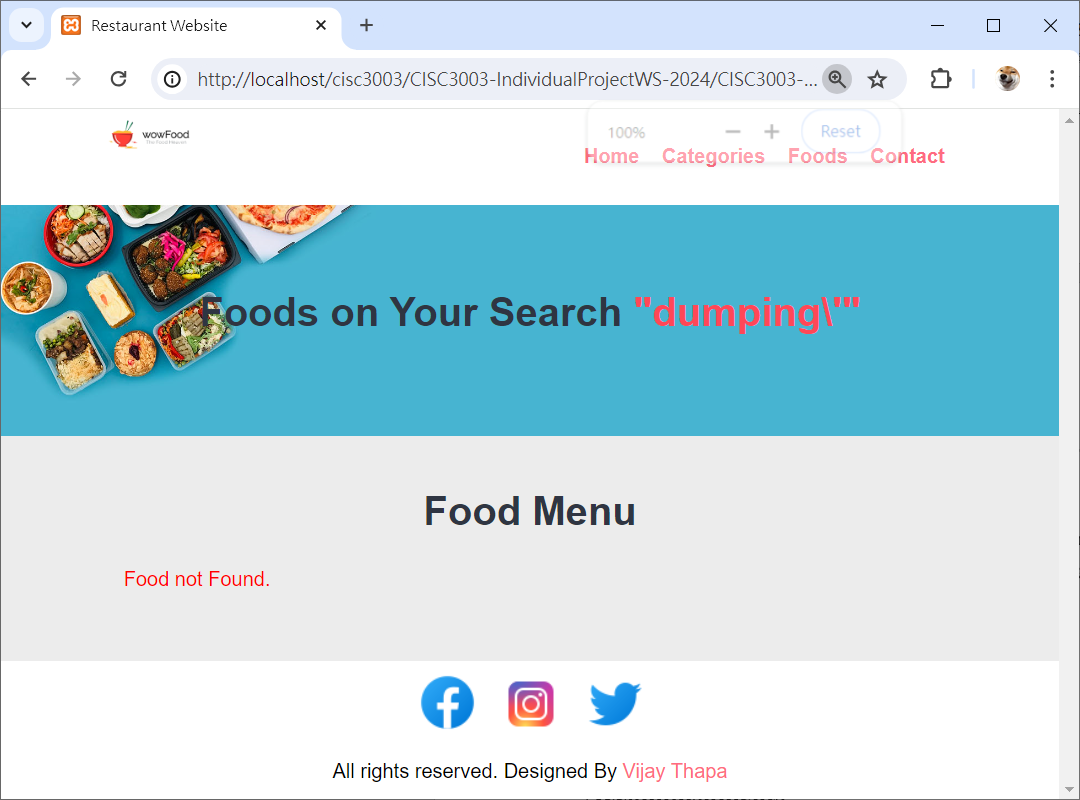 Restaurant Website
http://localhost/cisc3003/CISC3003-IndividualProjectWS-2024/CISC3003-...
100%
Reset
wowFood
The Food Heaven
Home Categories Foods Contact
Foods on Your Search "dumping\'"
Food Menu
Food not Found.
All rights reserved. Designed By Vijay Thapa